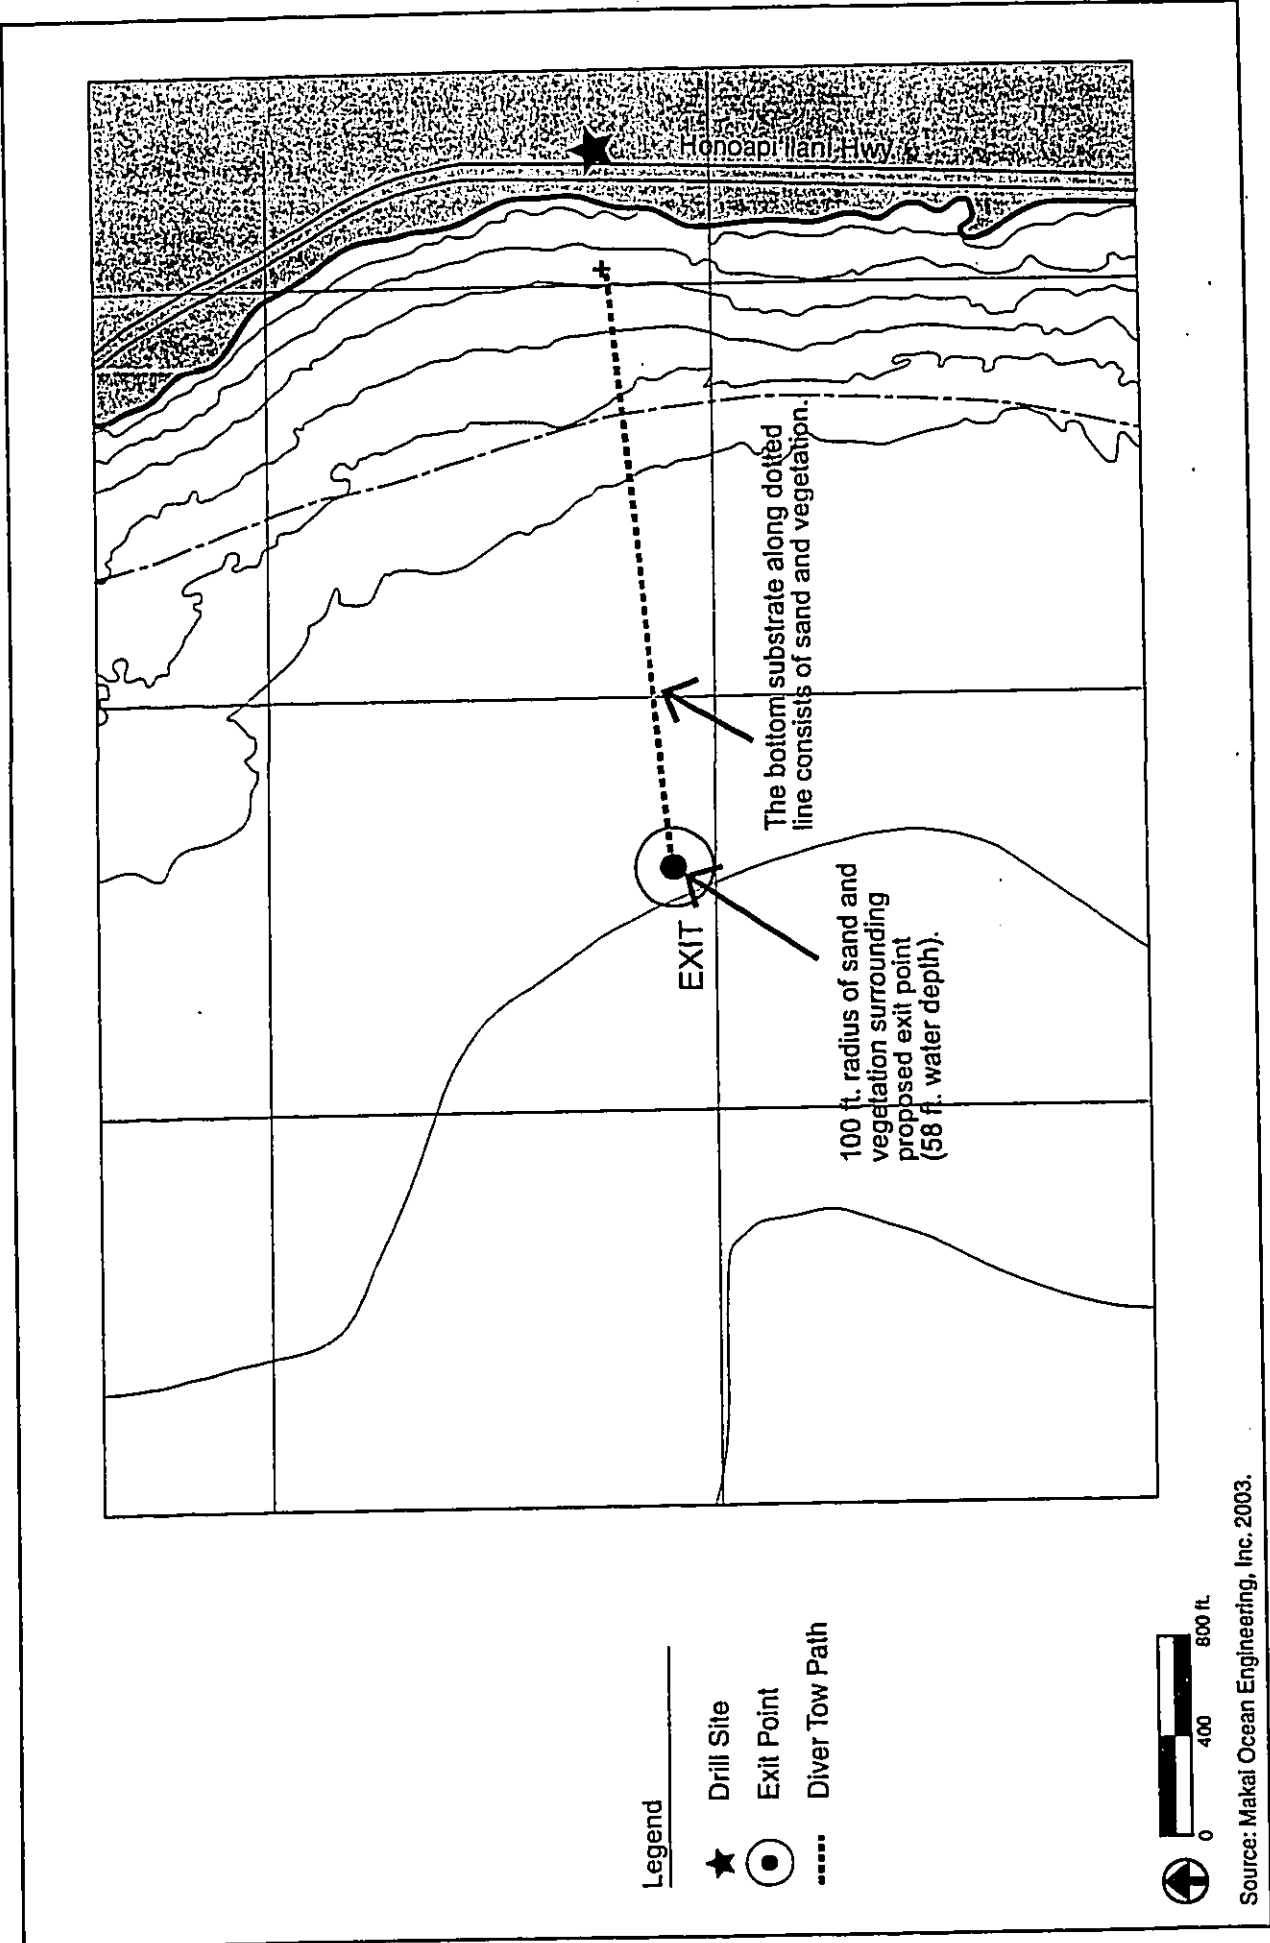 Honoapi'ilani Hwy.
The bottom substrate along dotted
line consists of sand and vegetation.
EXIT
100 ft. radius of sand and
vegetation surrounding
proposed exit point
(58 ft. water depth).
Legend
Drill Site
Exit Point
Diver Tow Path
0 400 800 ft.
Source: Makai Ocean Engineering, Inc. 2003.